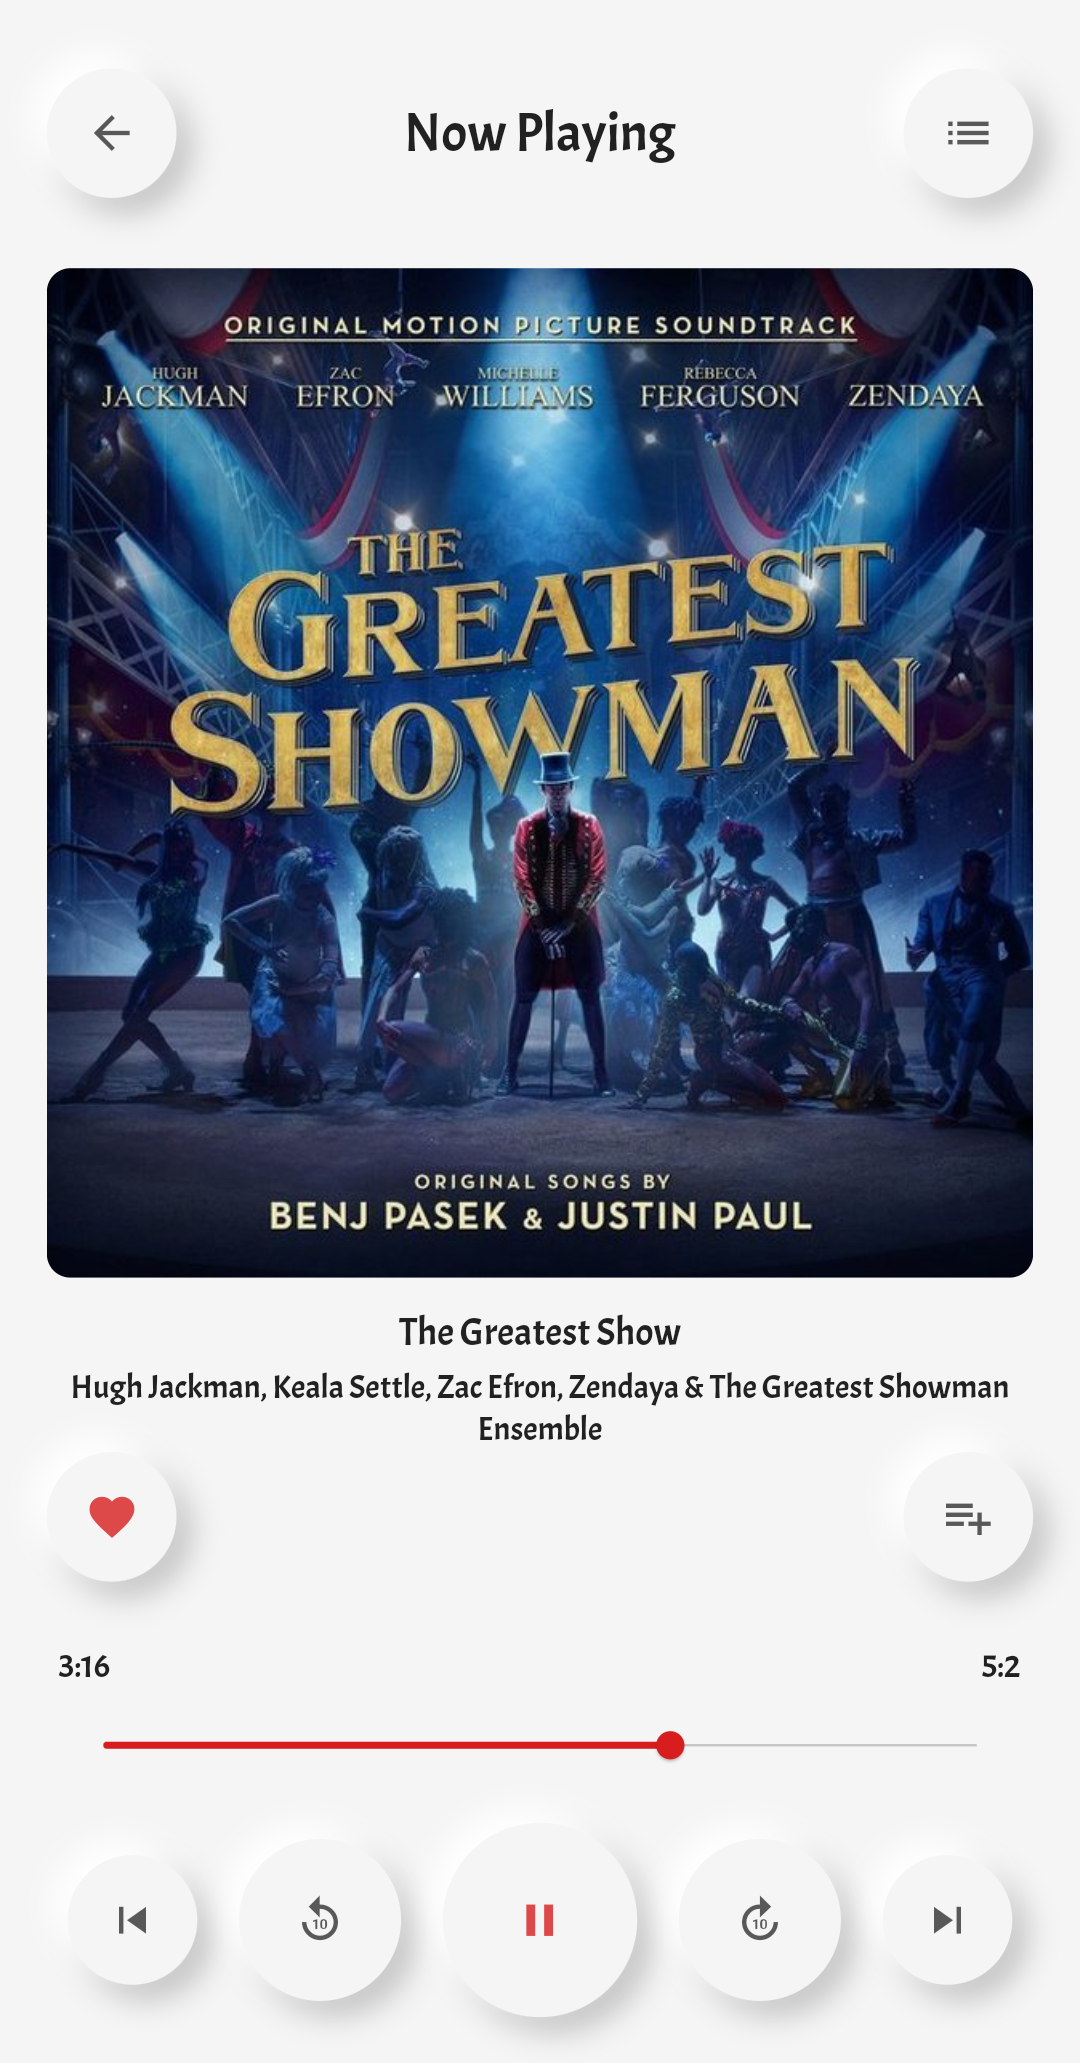 Now Playing
ORIGINAL MOTION PICTURE SOUNDTRACK
HUGH JACKMAN
ZAC EFRON
MICHELLE WILLIAMS
REBECCA FERGUSON
ZENDAYA
THE
GREATEST
SHOWMAN
ORIGINAL SONGS BY
BENJ PASEK & JUSTIN PAUL
The Greatest Show
Hugh Jackman, Keala Settle, Zac Efron, Zendaya & The Greatest Showman
Ensemble
3:16
5:2
10
10